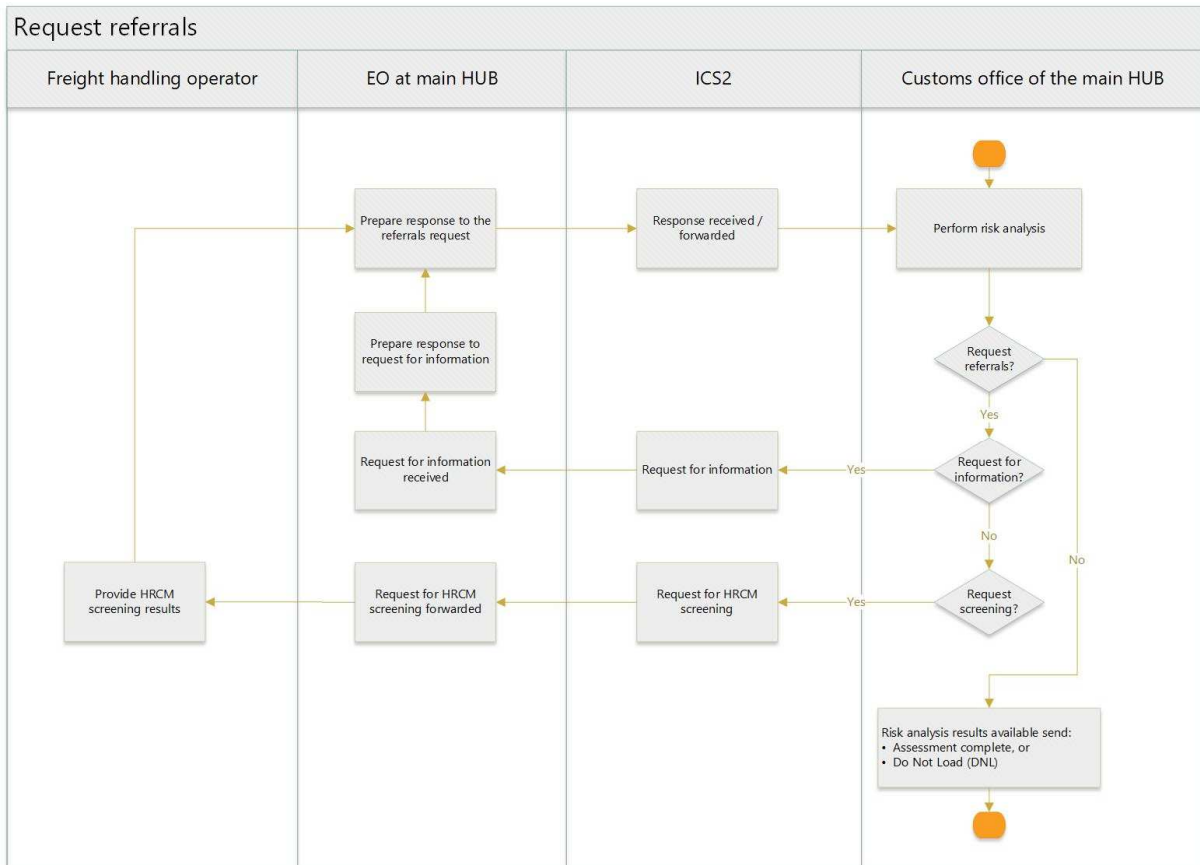 Request referrals
Freight handling operator
EO at main HUB
ICS2
Customs office of the main HUB
Prepare response to the
referrals request
Response received /
forwarded
Perform risk analysis
Prepare response to
request for information
Request
referrals?
Yes
Request for information
received
Request for information
Yes
Request for
information?
No
No
Provide HRCM
screening results
Request for HRCM
screening forwarded
Request for HRCM
screening
Yes
Request
screening?
Risk analysis results available send:
• Assessment complete, or
• Do Not Load (DNL)